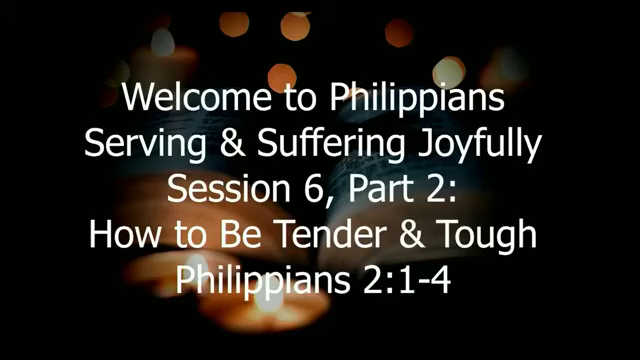 Welcome to Philippians
Serving & Suffering Joyfully
Session 6, Part 2:
How to Be Tender & Tough
Philippians 2:1-4